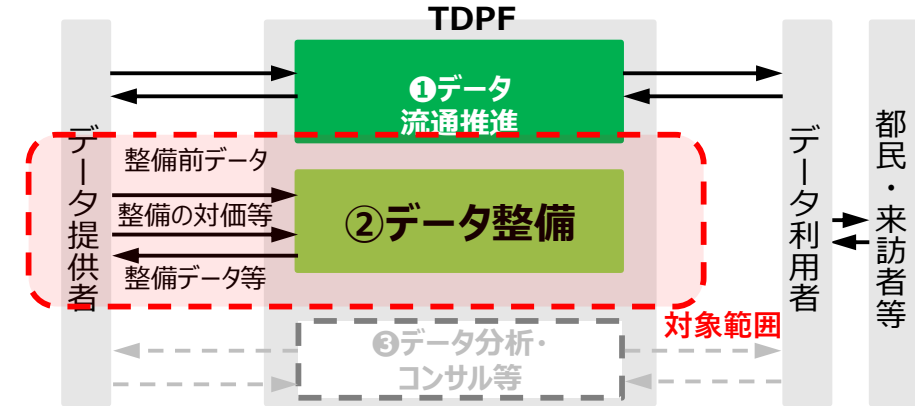 TDPF
❶データ
流通推進
データ提供者
整備前データ
整備の対価等
整備データ等
②データ整備
データ利用者
都民・来訪者等
対象範囲
❸データ分析・
コンサル等